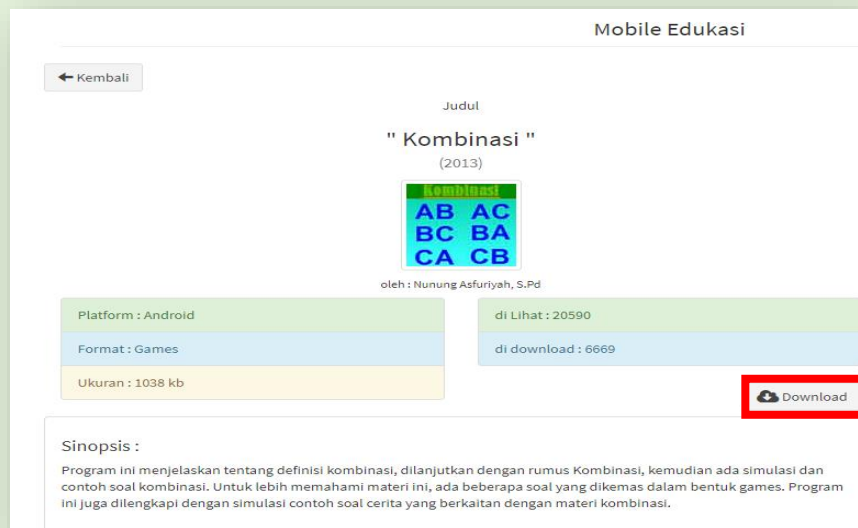 Mobile Edukasi
Kembali
Judul
" Kombinasi "
(2013)
Kombinasi
AB AC
BC BA
CA CB
oleh : Nunung Asfuriyah, S.Pd
Platform : Android
di Lihat : 20590
Format : Games
di download : 6669
Ukuran : 1038 kb
Download
Sinopsis :
Program ini menjelaskan tentang definisi kombinasi, dilanjutkan dengan rumus Kombinasi, kemudian ada simulasi dan
contoh soal kombinasi. Untuk lebih memahami materi ini, ada beberapa soal yang dikemas dalam bentuk games. Program
ini juga dilengkapi dengan simulasi contoh soal cerita yang berkaitan dengan materi kombinasi.